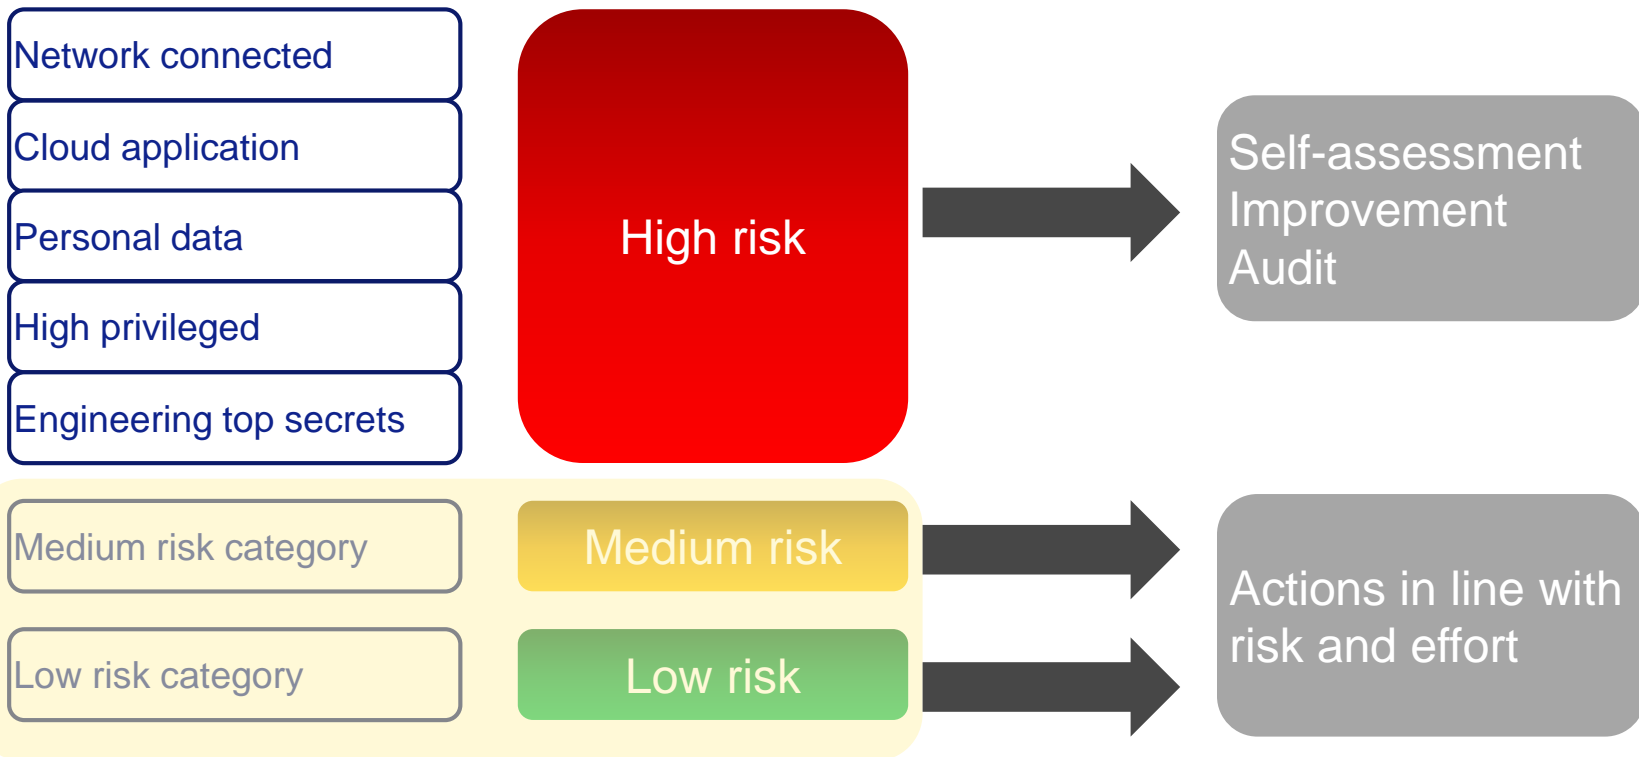 Network connected
Cloud application
Personal data
High privileged
Engineering top secrets
High risk
Self-assessment
Improvement
Audit
Medium risk category
Medium risk
Low risk category
Low risk
Actions in line with
risk and effort